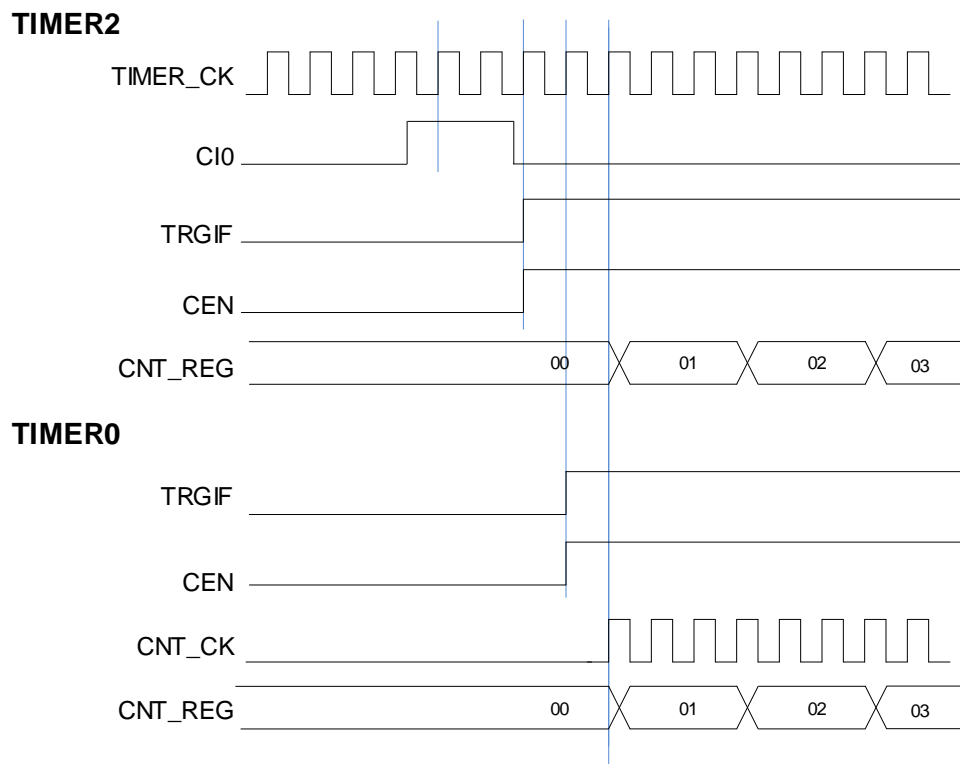 TIMER2
TIMER_CK
CI0
TRGIF
CEN
CNT_REG 00 01 02 03
TIMER0
TRGIF
CEN
CNT_CK
CNT_REG 00 01 02 03